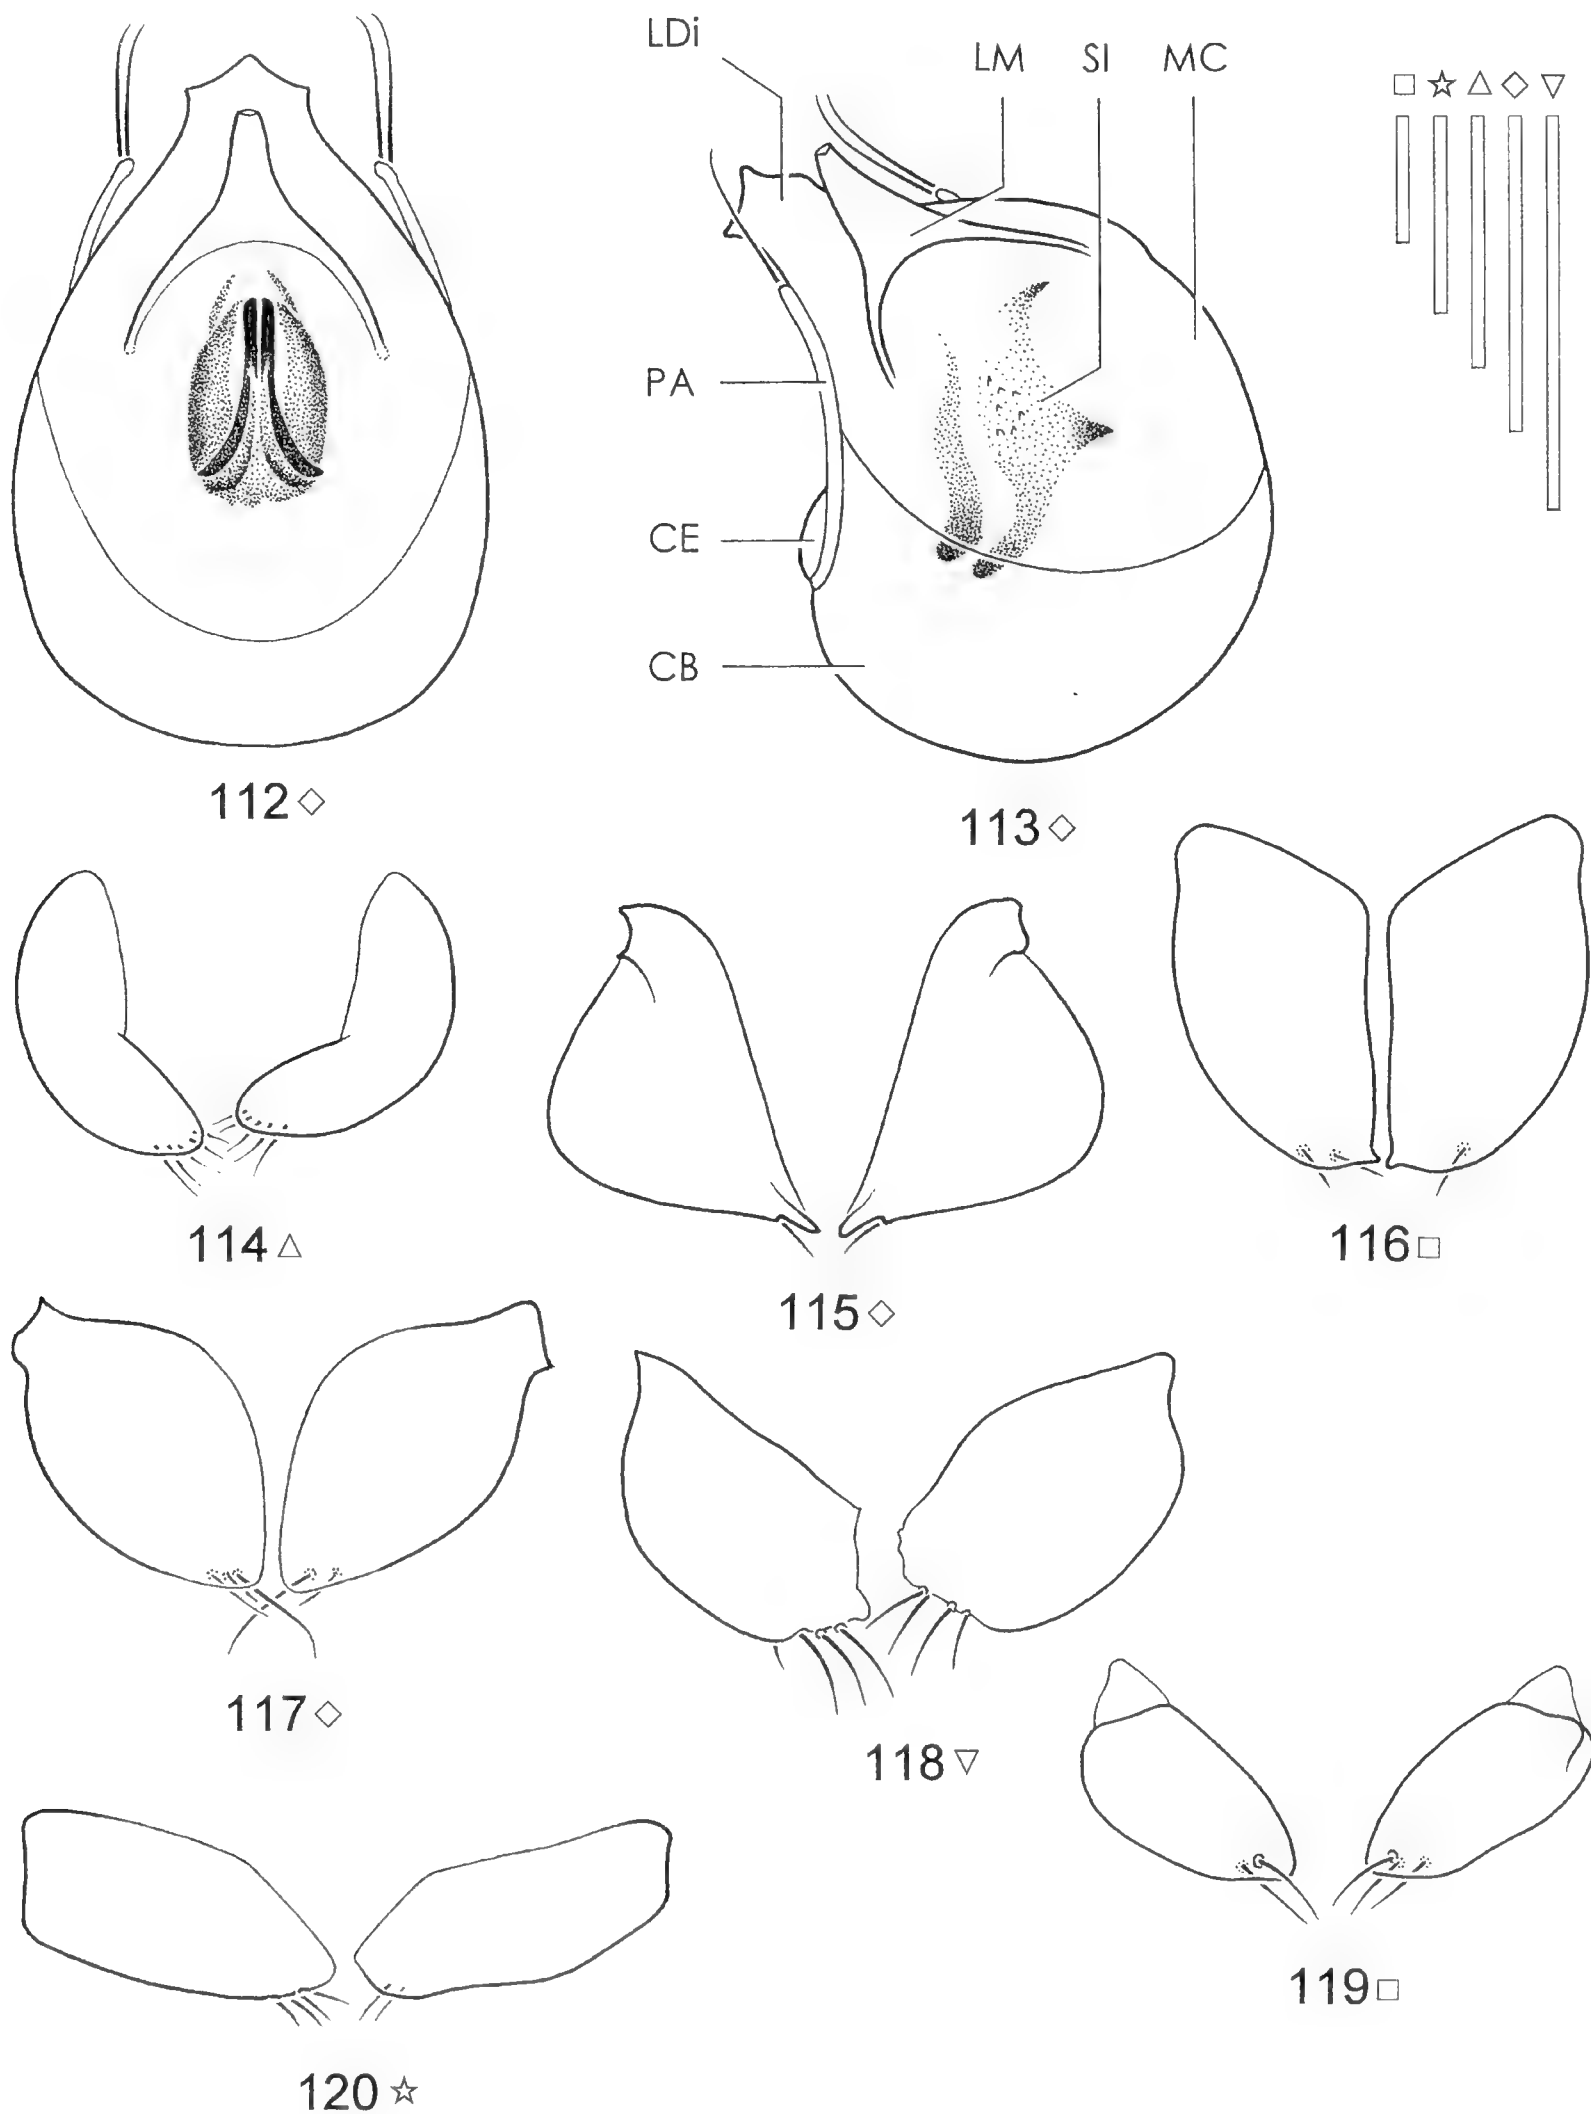 LDi
LM SI MC
□ ☆ △ ◇ ▽
PA
CE
CB
112 ◇
113 ◇
114 △
115 ◇
116 □
117 ◇
118 ▽
119 □
120 ☆